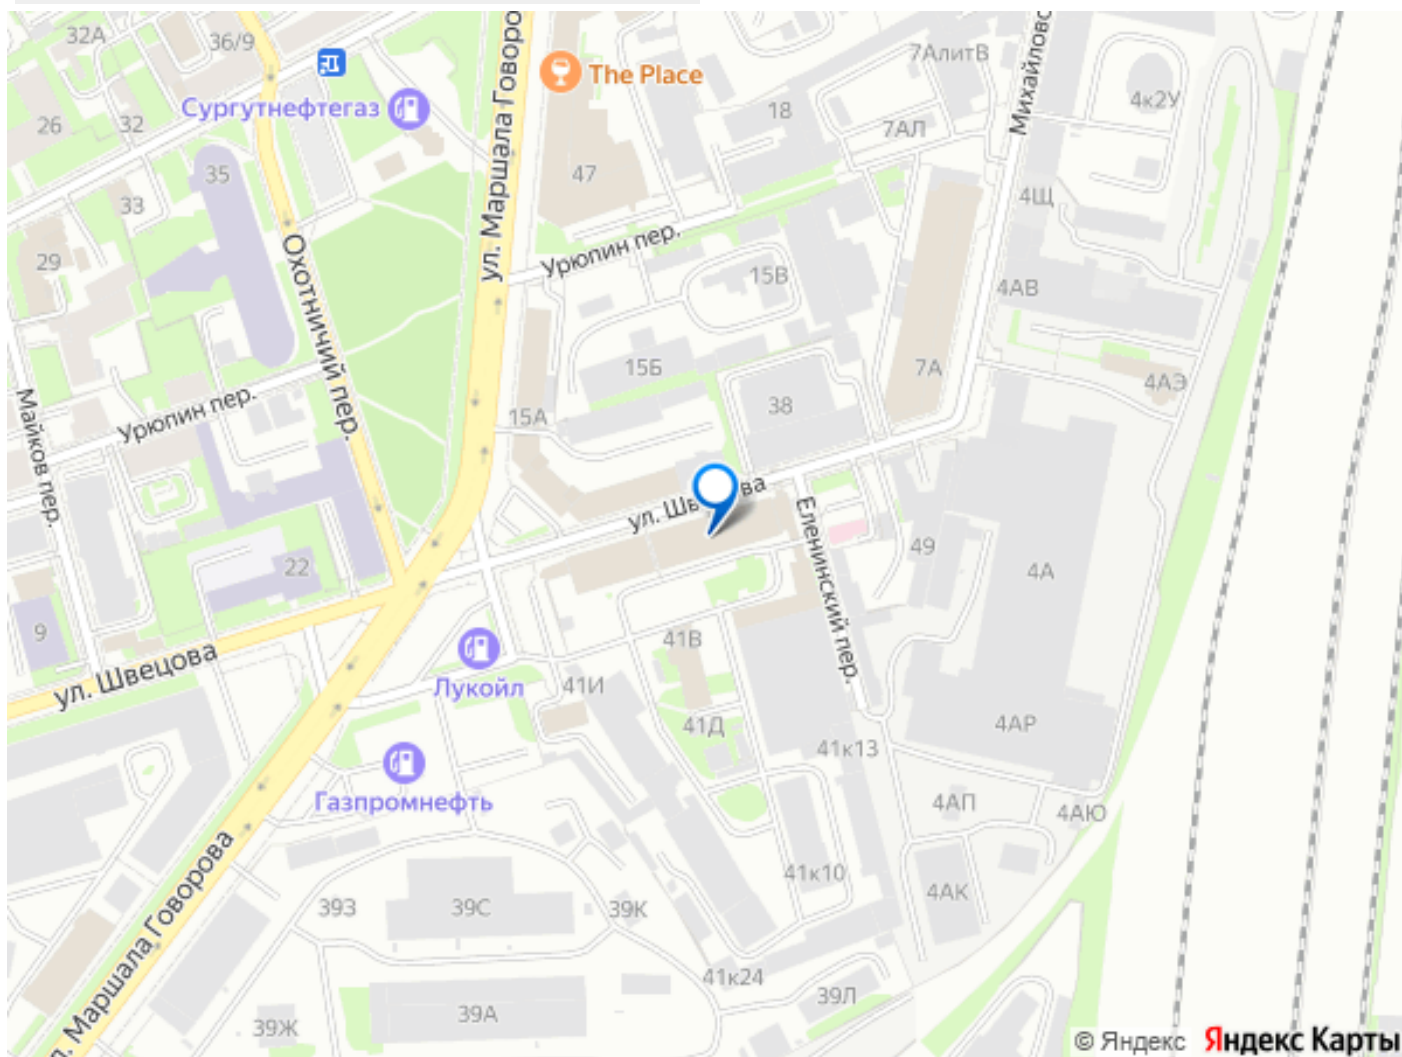 32А
36/9
ул. Маршала Говоро
The Place
7АлитВ
Михайловс
Сургутнефтегаз
4к2У
26
32
18
7АЛ
35
47
33
4Щ
Урюпин пер.
29
Охотничий пер.
15В
4АВ
15Б
7А
4АЭ
Майков пер.
Урюпин пер.
15А
38
ул. Шв
ва
Еленинский пер.
49
22
4А
9
41В
ул. Швецова
Лукойл
41И
41Д
4АР
41к13
Газпромнефть
4АП
4АЮ
ул. Маршала Говорова
41к10
4АК
39З
39С
39К
41к24
39Л
39А
39Ж
© Яндекс Яндекс Карты